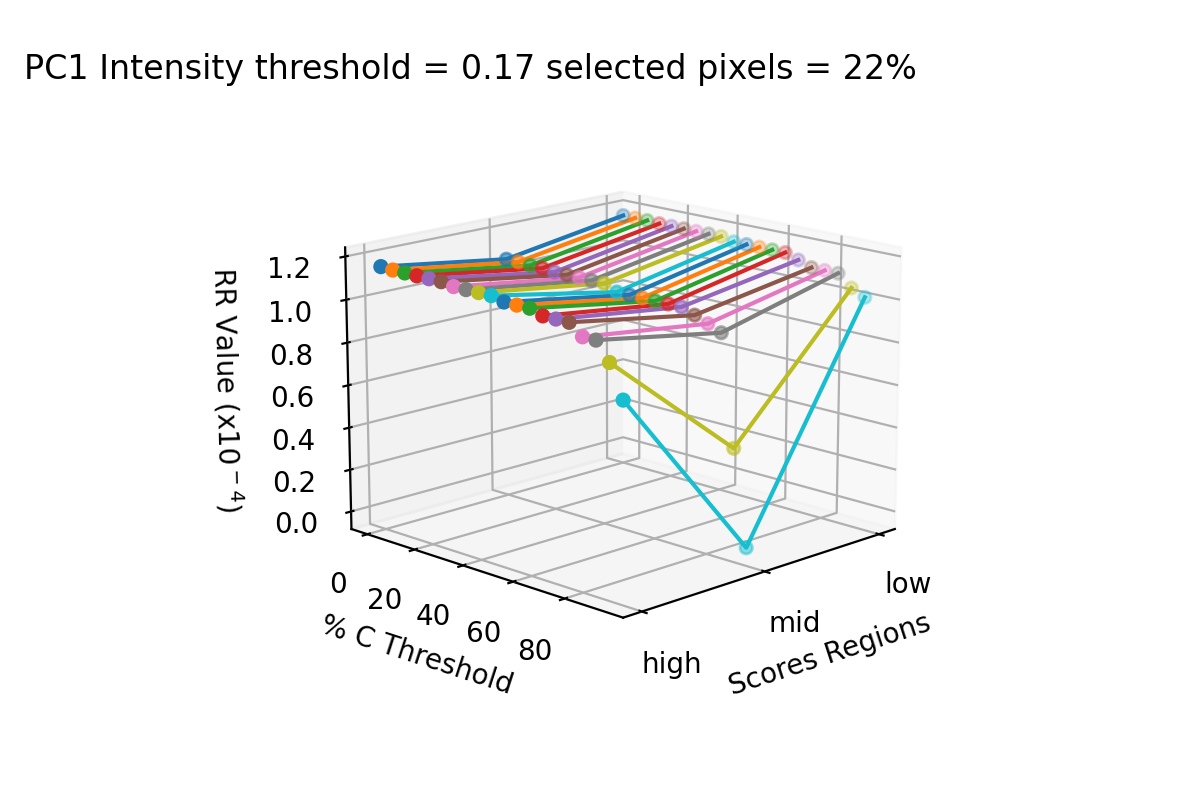 PC1 Intensity threshold = 0.17 selected pixels = 22%
1.2
1.0
0.8
0.6
0.4
0.2
0.0
RR Value (x10⁻⁴)
0
20
40
60
80
% C Threshold
high
mid
low
Scores Regions